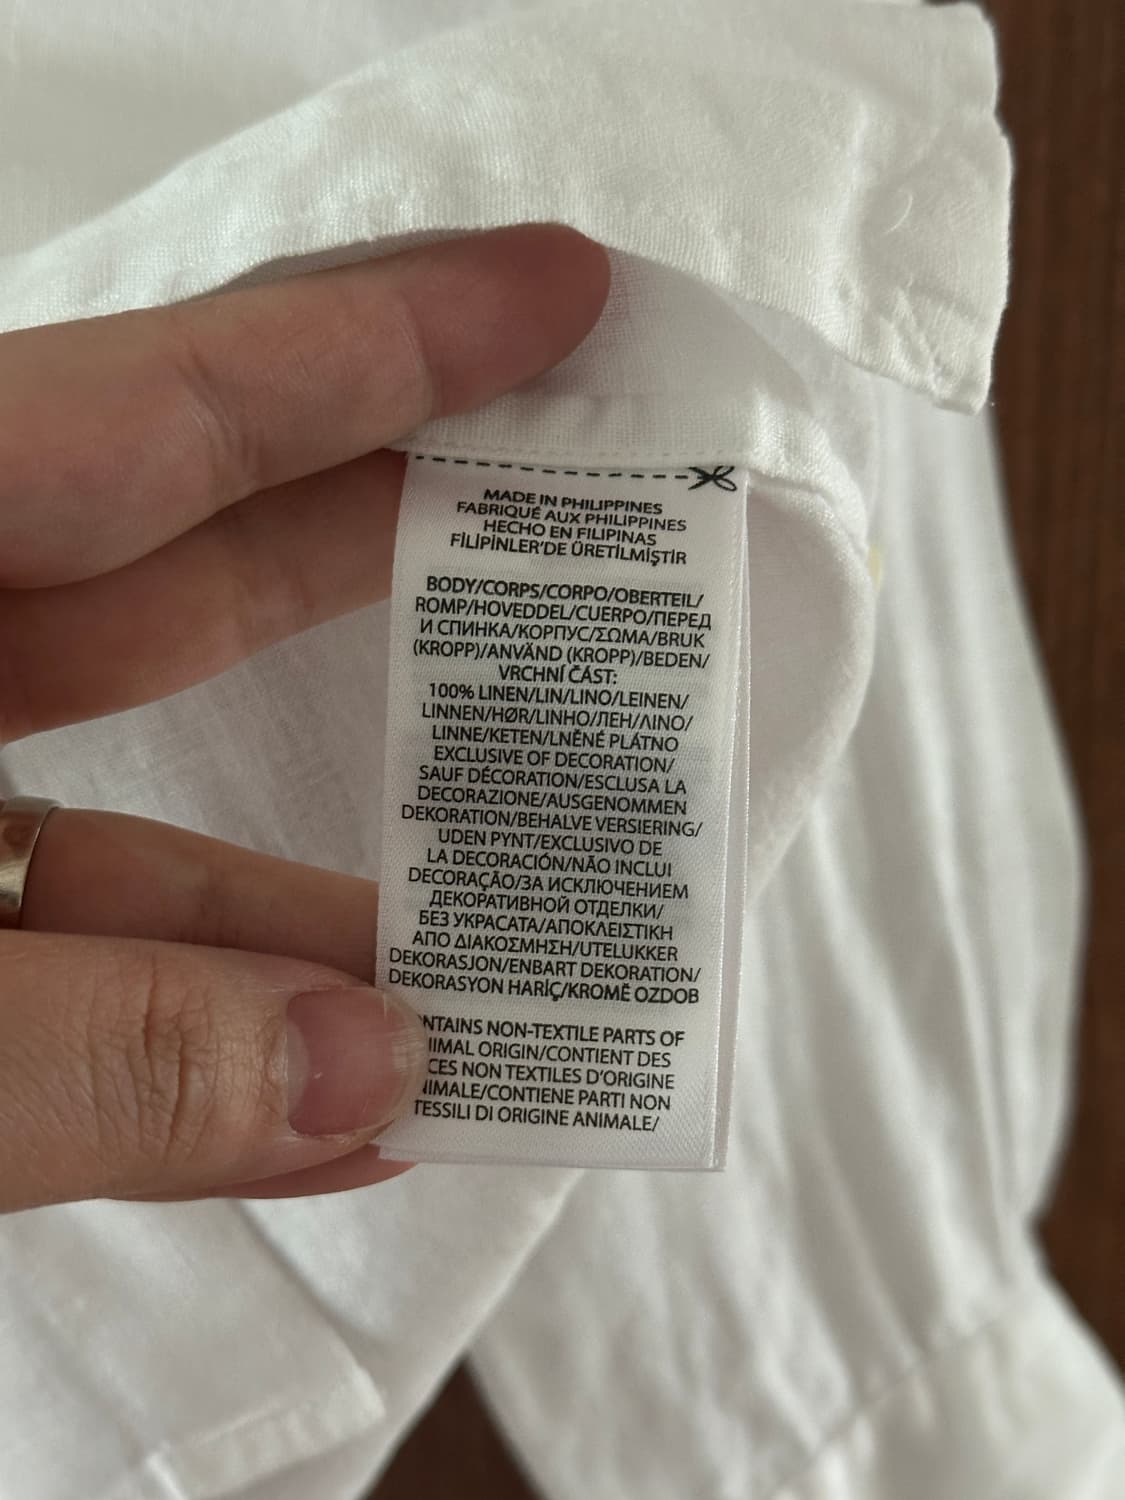 MADE IN PHILIPPINES
FABRIQUÉ AUX PHILIPPINES
HECHO EN FILIPINAS
FİLİPİNLER'DE ÜRETİLMİŞTİR
BODY/CORPS/CORPO/OBERTEIL/
ROMP/HOVEDDEL/CUERPO/ПЕРЕД
И СПИНКА/КОРПУС/ΣΩΜΑ/BRUK
(KROPP)/ANVÄND (KROPP)/BEDEN/
VRCHNÍ ČÁST:
100% LINEN/LIN/LINO/LEINEN/
LINNEN/HØR/LINHO/ЛЕН/ΛΙΝΟ/
LINNE/KETEN/LNĚNÉ PLÁTNO
EXCLUSIVE OF DECORATION/
SAUF DÉCORATION/ESCLUSA LA
DECORAZIONE/AUSGENOMMEN
DEKORATION/BEHALVE VERSIERING/
UDEN PYNT/EXCLUSIVO DE
LA DECORACIÓN/NÃO INCLUI
DECORAÇÃO/ЗА ИСКЛЮЧЕНИЕМ
ДЕКОРАТИВНОЙ ОТДЕЛКИ/
БЕЗ УКРАСАТА/ΑΠΟΚΛΕΙΣΤΙΚΗ
ΑΠΟ ΔΙΑΚΟΣΜΗΣΗ/UTELUKKER
DEKORASJON/ENBART DEKORATION/
DEKORASYON HARİÇ/KROMĚ OZDOB
NTAINS NON-TEXTILE PARTS OF
IMAL ORIGIN/CONTIENT DES
CES NON TEXTILES D'ORIGINE
IMALE/CONTIENE PARTI NON
TESSILI DI ORIGINE ANIMALE/